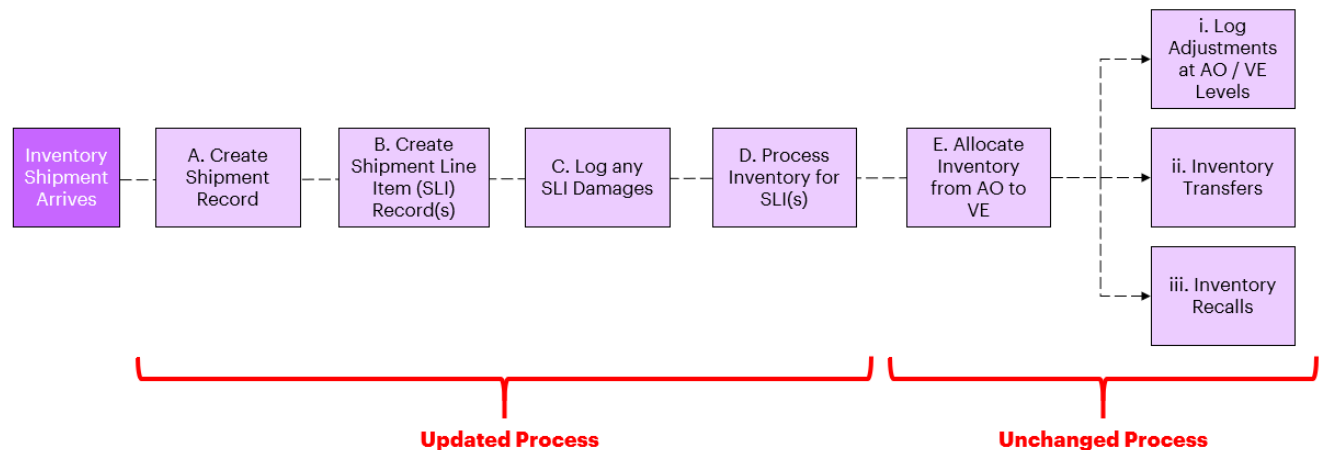 Inventory
Shipment
Arrives
A. Create
Shipment
Record
B. Create
Shipment Line
Item (SLI)
Record(s)
C. Log any
SLI Damages
D. Process
Inventory for
SLI(s)
E. Allocate
Inventory
from AO to
VE
i. Log
Adjustments
at AO / VE
Levels
ii. Inventory
Transfers
iii. Inventory
Recalls
Updated Process
Unchanged Process